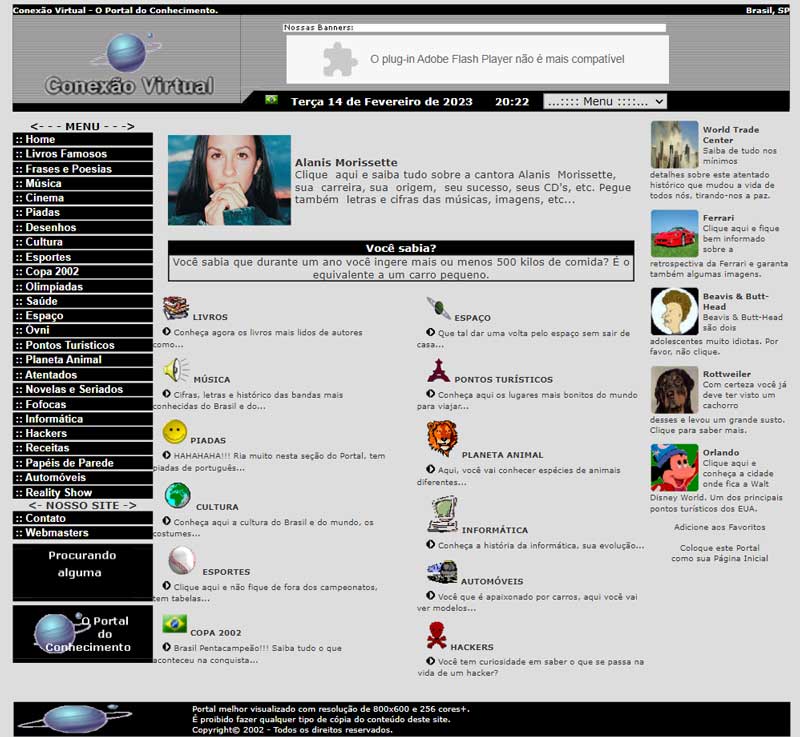 Conexão Virtual - O Portal do Conhecimento.
Brasil, SP
Conexão Virtual
Nossas Banners:
O plug-in Adobe Flash Player não é mais compatível
Terça 14 de Fevereiro de 2023
20:22
...:::: Menu ::::...
<- - - MENU - - ->
:: Home
:: Livros Famosos
:: Frases e Poesias
:: Música
:: Cinema
:: Piadas
:: Desenhos
:: Cultura
:: Esportes
:: Copa 2002
:: Olimpiadas
:: Saúde
:: Espaço
:: Óvni
:: Pontos Turísticos
:: Planeta Animal
:: Atentados
:: Novelas e Seriados
:: Fofocas
:: Informática
:: Hackers
:: Receitas
:: Papéis de Parede
:: Automóveis
:: Reality Show
<- NOSSO SITE ->
:: Contato
:: Webmasters
Procurando
alguma
O Portal
do
Conhecimento
Alanis Morissette
Clique aqui e saiba tudo sobre a cantora Alanis Morissette,
sua carreira, sua origem, seu sucesso, seus CD's, etc. Pegue
também letras e cifras das músicas, imagens, etc...
Você sabia?
Você sabia que durante um ano você ingere mais ou menos 500 kilos de comida? É o
equivalente a um carro pequeno.
LIVROS
Conheça agora os livros mais lidos de autores
como...
MÚSICA
Cifras, letras e histórico das bandas mais
conhecidas do Brasil e do...
PIADAS
HAHAHAHA!!! Ria muito nesta seção do Portal, tem
piadas de português...
CULTURA
Conheça aqui a cultura do Brasil e do mundo, os
costumes...
ESPORTES
Clique aqui e não fique de fora dos campeonatos,
tem tabelas...
COPA 2002
Brasil Pentacampeão!!! Saiba tudo o que
aconteceu na conquista...
ESPAÇO
Que tal dar uma volta pelo espaço sem sair de
casa...
PONTOS TURÍSTICOS
Conheça aqui os lugares mais bonitos do mundo
para viajar...
PLANETA ANIMAL
Aqui, você vai conhecer espécies de animais
diferentes...
INFORMÁTICA
Conheça a história da informática, sua evolução...
AUTOMÓVEIS
Você que é apaixonado por carros, aqui você vai
ver modelos...
HACKERS
Você tem curiosidade em saber o que se passa na
vida de um hacker?
World Trade
Center
Saiba de tudo nos
mínimos
detalhes sobre este atentado
histórico que mudou a vida de
todos nós, tirando-nos a paz.
Ferrari
Clique aqui e fique
bem informado
sobre a
retrospectiva da Ferrari e garanta
também algumas imagens.
Beavis & Butt-
Head
Beavis & Butt-Head
são dois
adolescentes muito idiotas. Por
favor, não clique.
Rottweiler
Com certeza você já
deve ter visto um
cachorro
desses e levou um grande susto.
Clique para saber mais.
Orlando
Clique aqui e
conheça a cidade
onde fica a Walt
Disney World. Um dos principais
pontos turísticos dos EUA.
Adicione aos Favoritos
Coloque este Portal
como sua Página Inicial
Portal melhor visualizado com resolução de 800x600 e 256 cores+.
É proibido fazer qualquer tipo de cópia do conteúdo deste site.
Copyright© 2002 - Todos os direitos reservados.